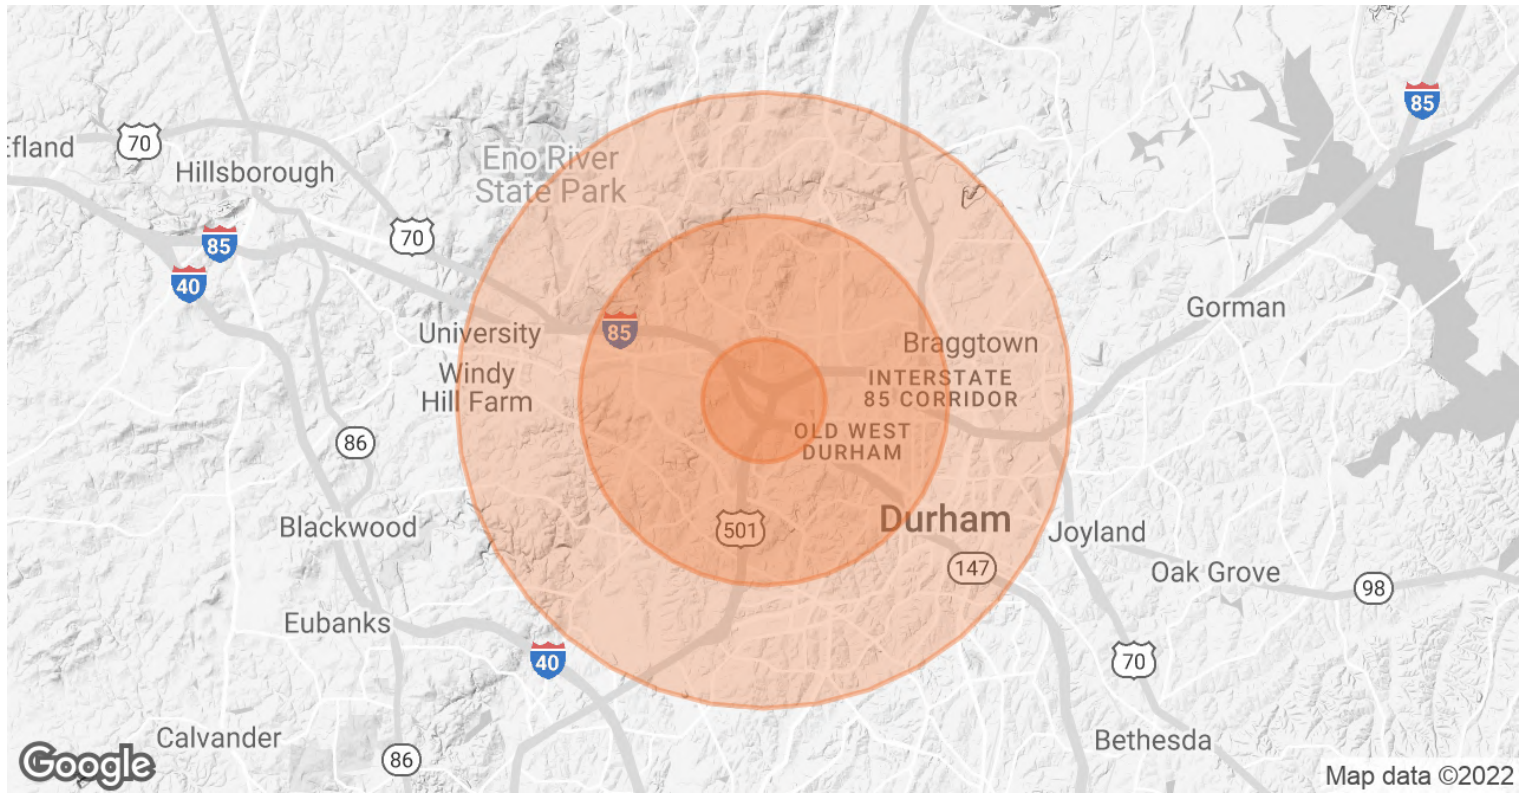 85
Efland
70
Hillsborough
Eno River
State Park
70
85
40
University
85
Gorman
Braggtown
Windy
Hill Farm
INTERSTATE
85 CORRIDOR
OLD WEST
DURHAM
86
Blackwood
501
Durham
Joyland
147
Oak Grove
98
Eubanks
40
70
Calvander
86
Bethesda
Google
Map data ©2022